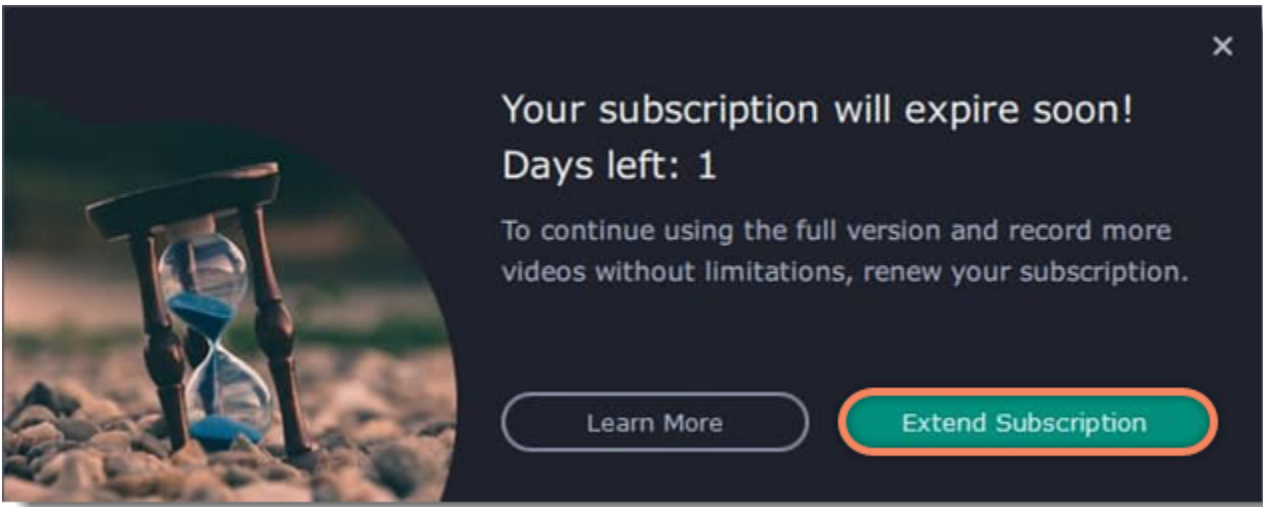 Your subscription will expire soon!
Days left: 1
To continue using the full version and record more
videos without limitations, renew your subscription.
Learn More
Extend Subscription